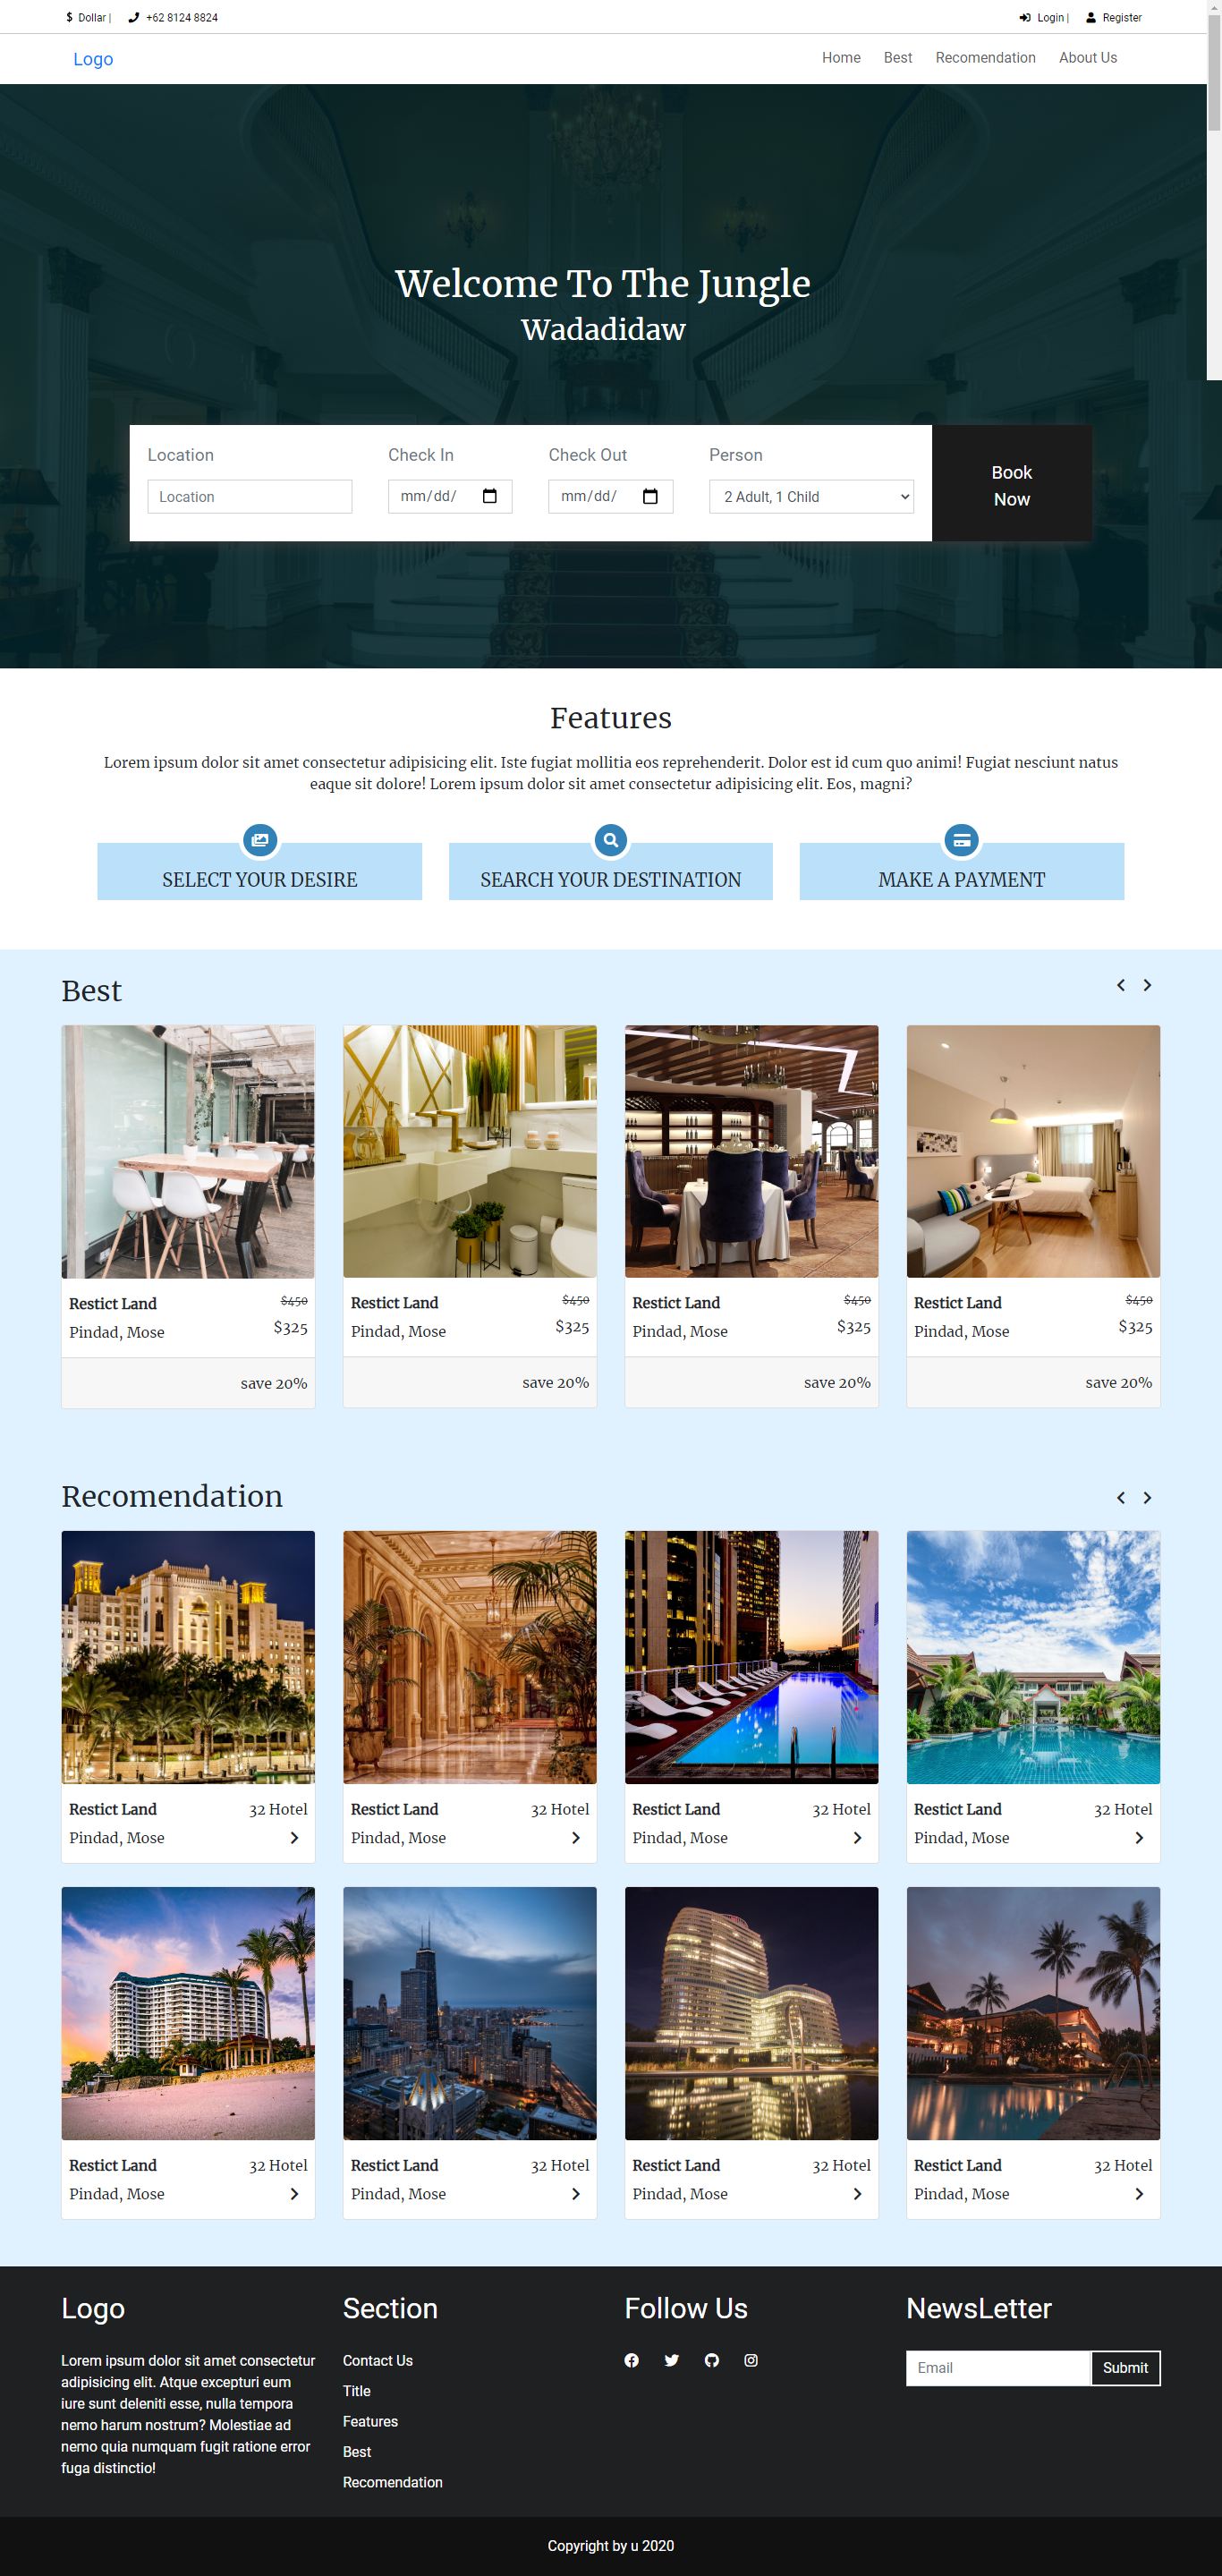 $ Dollar | +62 8124 8824 Login | Register
Logo Home Best Recomendation About Us
Welcome To The Jungle
Wadadidaw
Location Check In Check Out Person
Location mm/dd/ mm/dd/ 2 Adult, 1 Child
Book
Now
Features
Lorem ipsum dolor sit amet consectetur adipisicing elit. Iste fugiat mollitia eos reprehenderit. Dolor est id cum quo animi! Fugiat nesciunt natus
eaque sit dolore! Lorem ipsum dolor sit amet consectetur adipisicing elit. Eos, magni?
SELECT YOUR DESIRE SEARCH YOUR DESTINATION MAKE A PAYMENT
Best
Restict Land $450 Restict Land $450 Restict Land $450 Restict Land $450
Pindad, Mose $325 Pindad, Mose $325 Pindad, Mose $325 Pindad, Mose $325
save 20% save 20% save 20% save 20%
Recomendation
Restict Land 32 Hotel Restict Land 32 Hotel Restict Land 32 Hotel Restict Land 32 Hotel
Pindad, Mose Pindad, Mose Pindad, Mose Pindad, Mose
Restict Land 32 Hotel Restict Land 32 Hotel Restict Land 32 Hotel Restict Land 32 Hotel
Pindad, Mose Pindad, Mose Pindad, Mose Pindad, Mose
Logo
Lorem ipsum dolor sit amet consectetur
adipisicing elit. Atque excepturi eum
iure sunt deleniti esse, nulla tempora
nemo harum nostrum? Molestiae ad
nemo quia numquam fugit ratione error
fuga distinctio!
Section
Contact Us
Title
Features
Best
Recomendation
Follow Us
NewsLetter
Email Submit
Copyright by u 2020